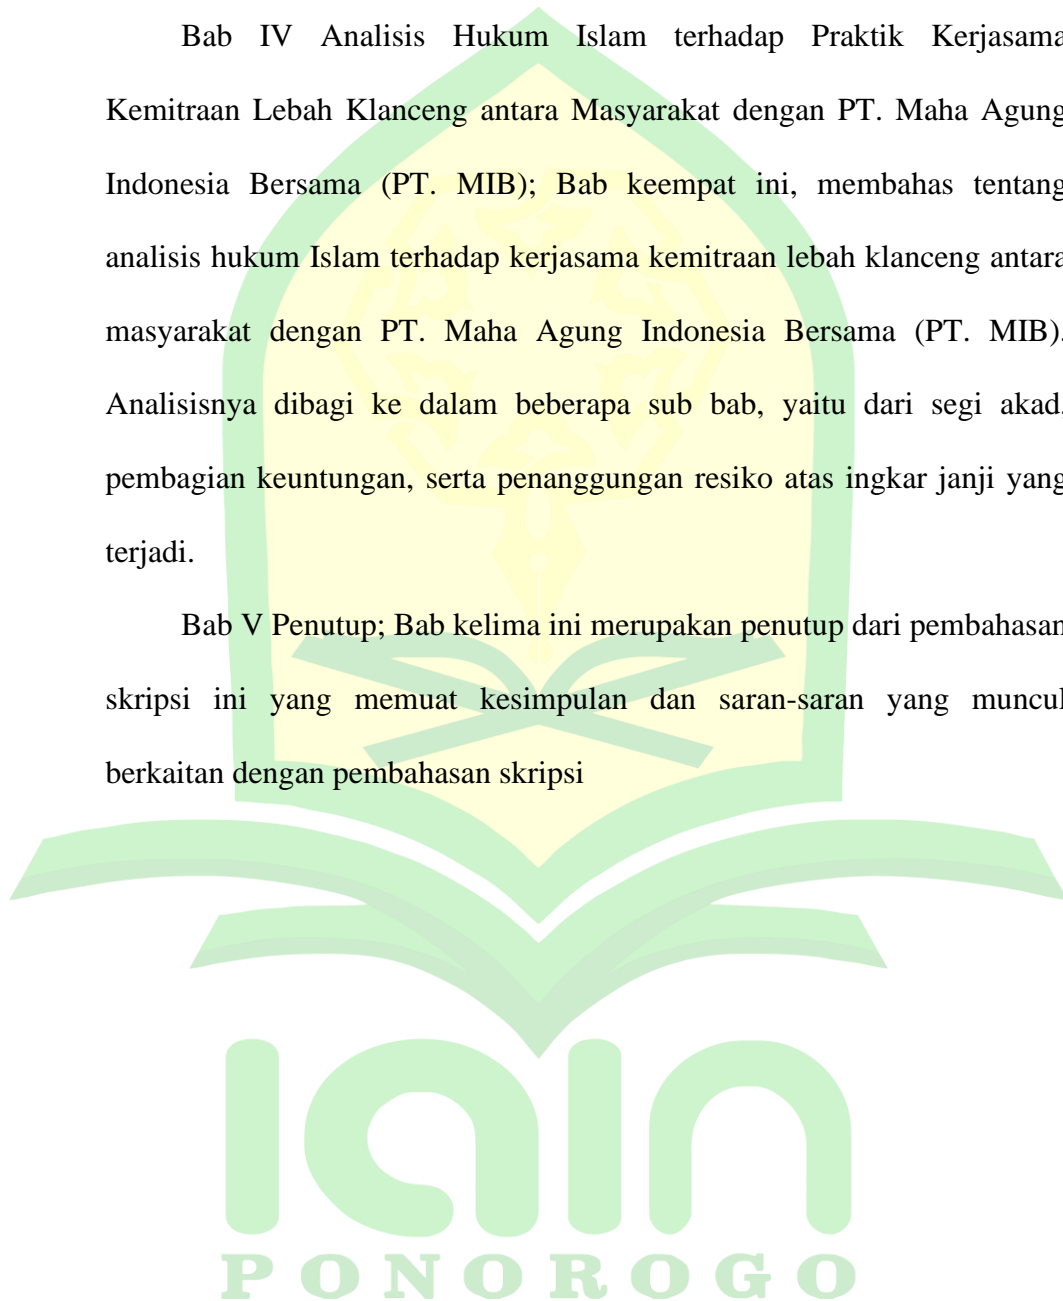 Bab IV Analisis Hukum Islam terhadap Praktik Kerjasama
Kemitraan Lebah Klanceng antara Masyarakat dengan PT. Maha Agung
Indonesia Bersama (PT. MIB); Bab keempat ini, membahas tentang
analisis hukum Islam terhadap kerjasama kemitraan lebah klanceng antara
masyarakat dengan PT. Maha Agung Indonesia Bersama (PT. MIB).
Analisisnya dibagi ke dalam beberapa sub bab, yaitu dari segi akad,
pembagian keuntungan, serta penanggungan resiko atas ingkar janji yang
terjadi.
Bab V Penutup; Bab kelima ini merupakan penutup dari pembahasan
skripsi ini yang memuat kesimpulan dan saran-saran yang muncul
berkaitan dengan pembahasan skripsi
IAIN
PONOROGO